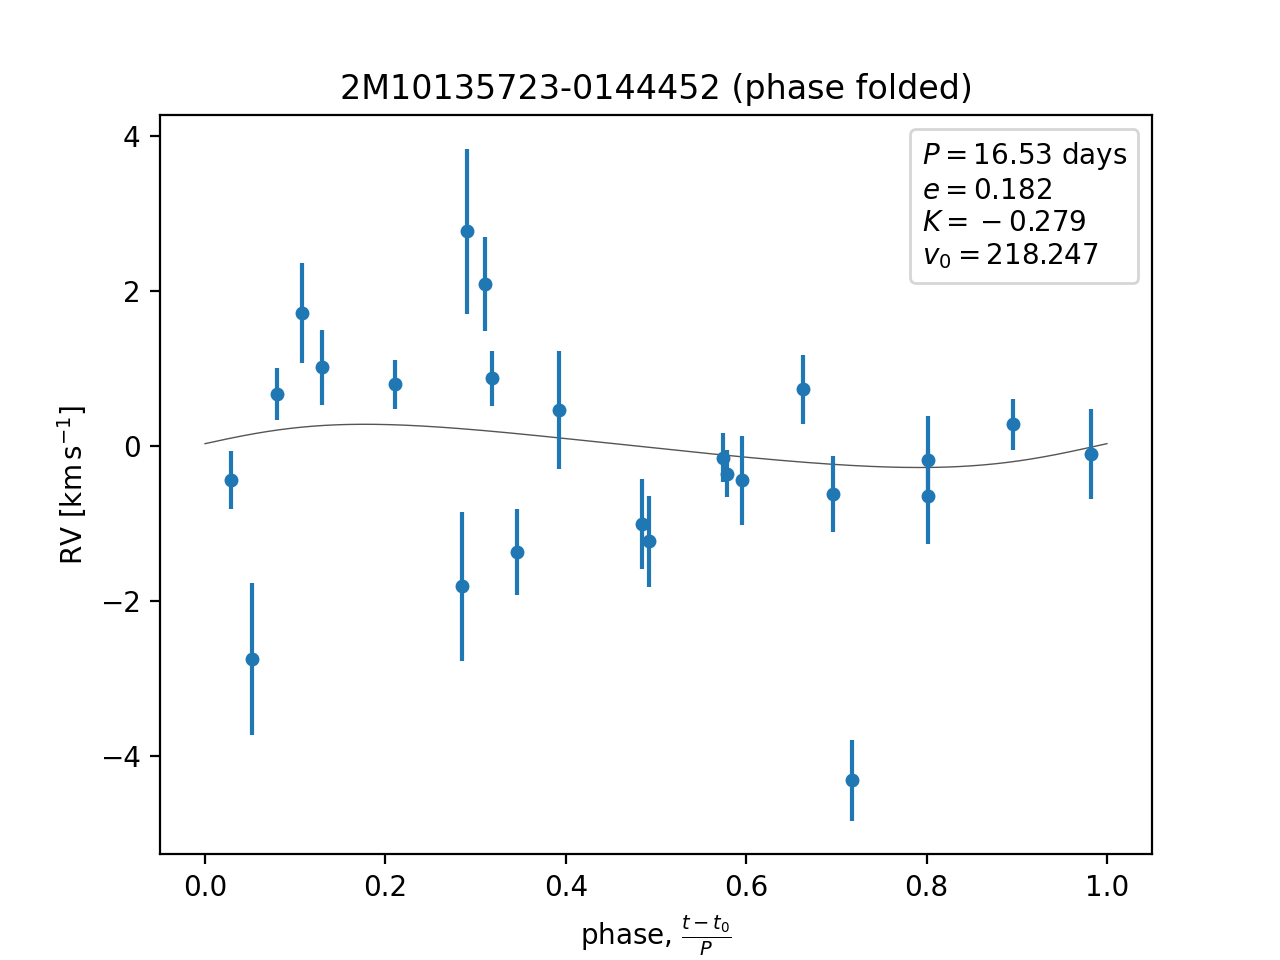 2M10135723-0144452 (phase folded)
P = 16.53 days
e = 0.182
K = −0.279
v₀ = 218.247
4
2
0
−2
−4
RV [km s⁻¹]
0.0 0.2 0.4 0.6 0.8 1.0
phase, (t − t₀)/P